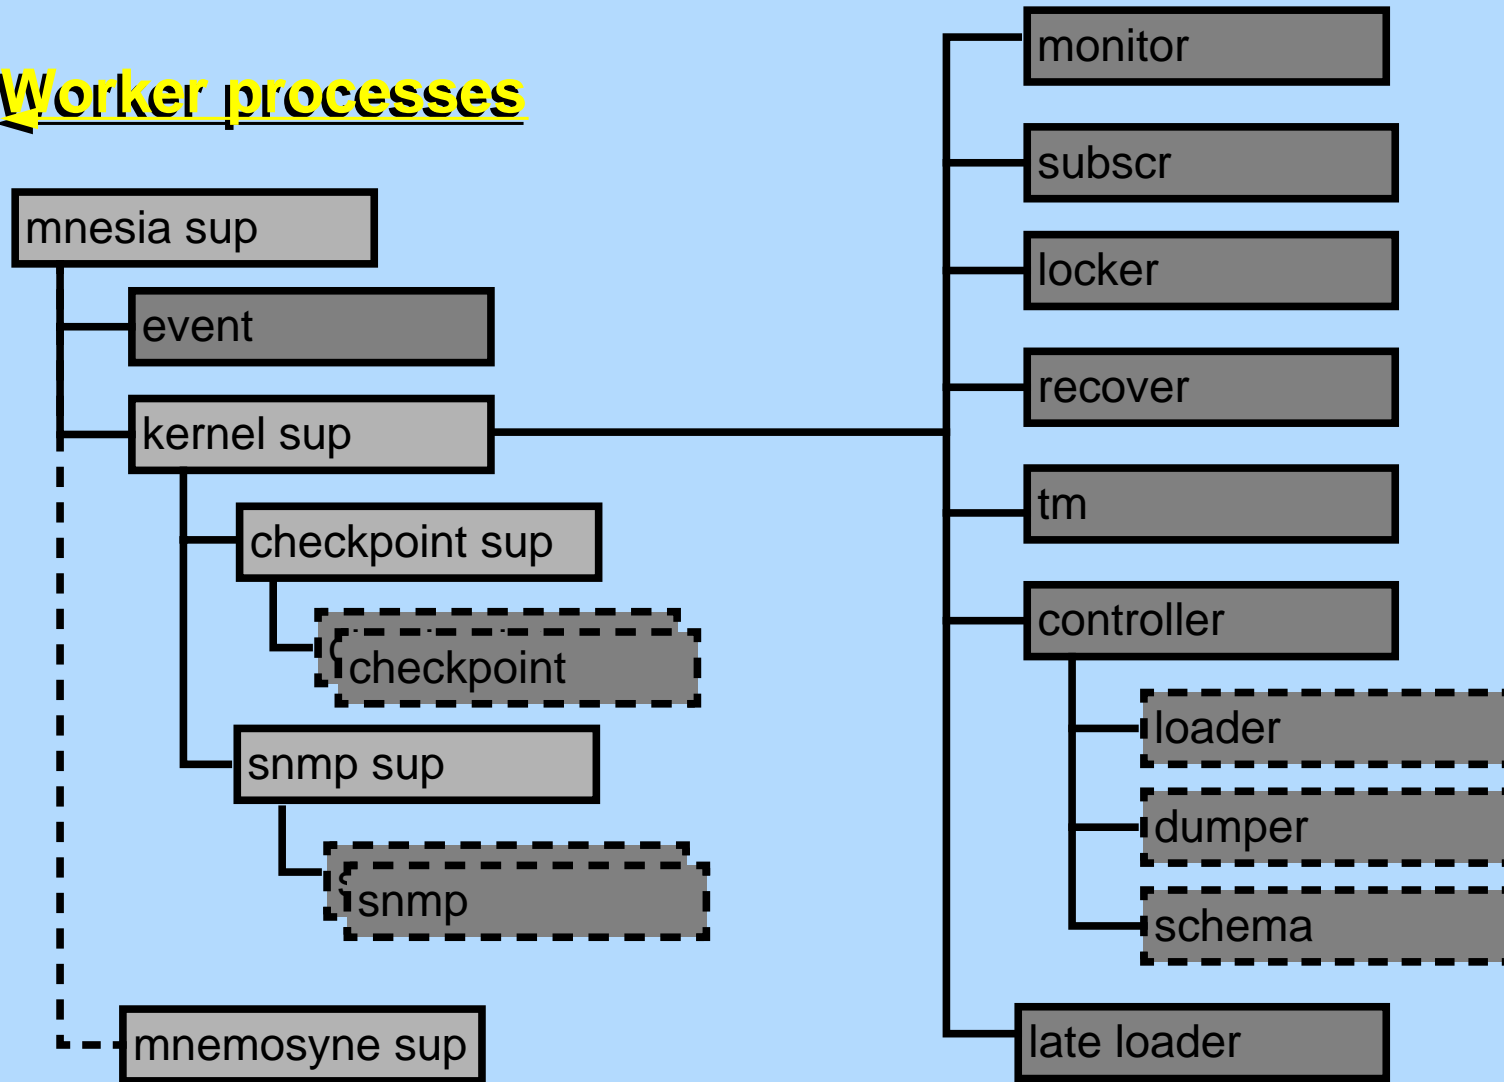 Worker processes
mnesia sup
event
kernel sup
checkpoint sup
checkpoint
snmp sup
snmp
mnemosyne sup
monitor
subscr
locker
recover
tm
controller
loader
dumper
schema
late loader